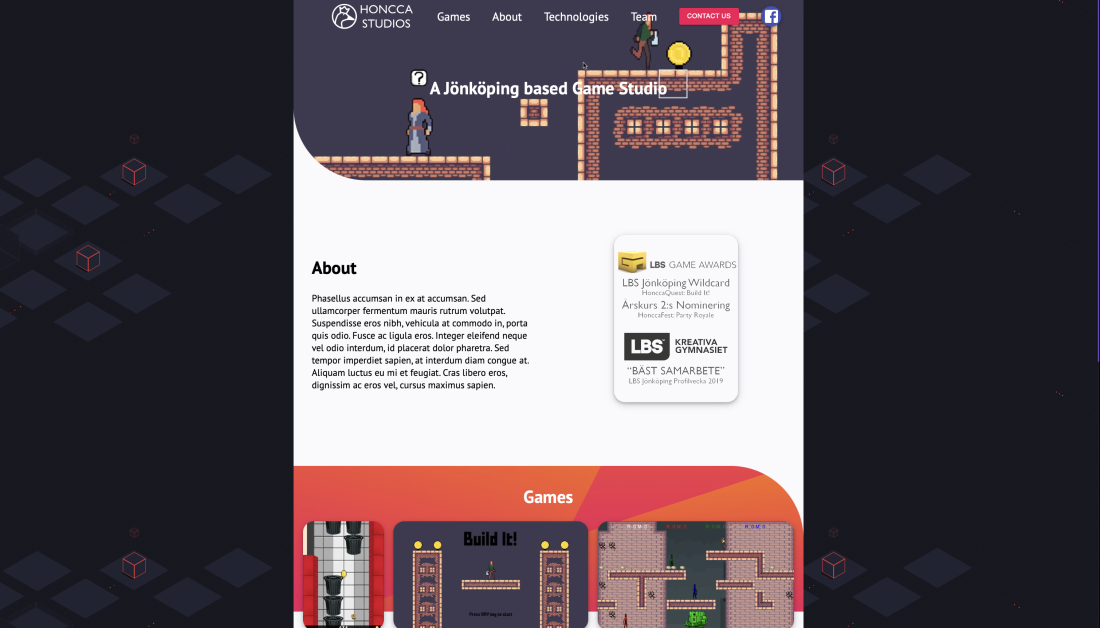 HONCCA
STUDIOS
Games
About
Technologies
Team
CONTACT US
?
A Jönköping based Game Studio
About
Phasellus accumsan in ex at accumsan. Sed
ullamcorper fermentum mauris rutrum volutpat.
Suspendisse eros nibh, vehicula at commodo in, porta
quis odio. Fusce ac ligula eros. Integer eleifend neque
vel odio interdum, id placerat dolor pharetra. Sed
tempor imperdiet sapien, at interdum diam congue at.
Aliquam luctus eu mi et feugiat. Cras libero eros,
dignissim ac eros vel, cursus maximus sapien.
LBS GAME AWARDS
LBS Jönköping Wildcard
HonccaQuest: Build It!
Årskurs 2:s Nominering
HonccaFest: Party Royale
LBS KREATIVA
GYMNASIET
"BÄST SAMARBETE"
LBS Jönköping Profilvecka 2019
Games
Build It!